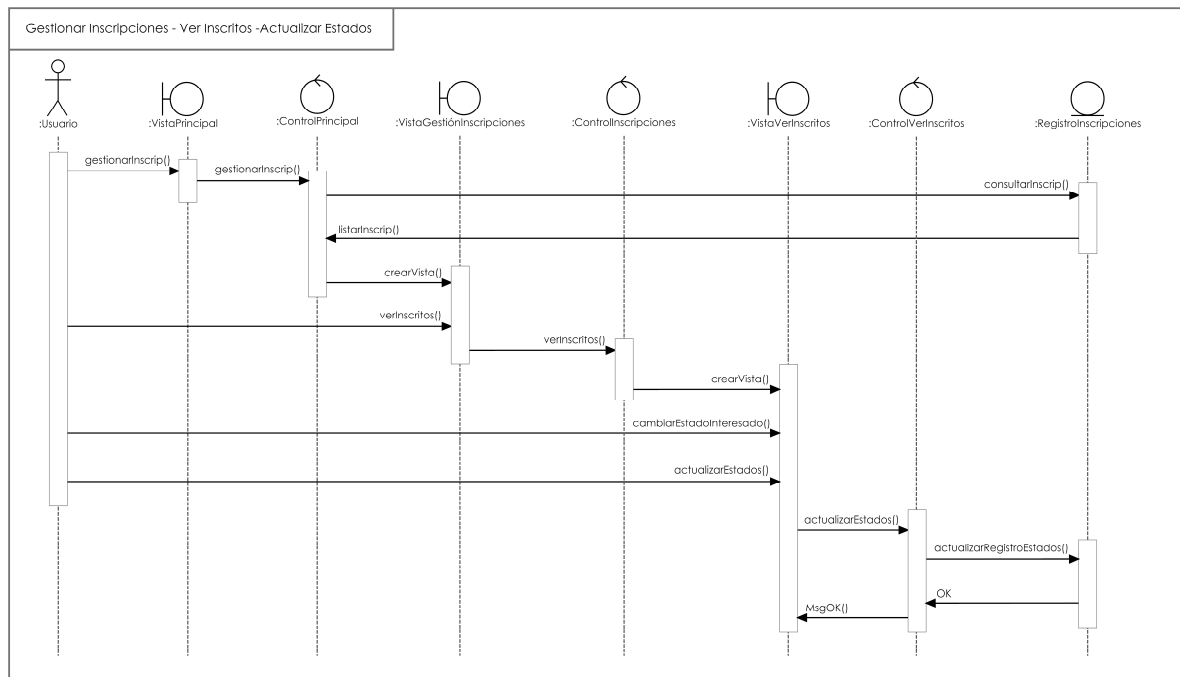 Gestionar Inscripciones - Ver Inscritos -Actualizar Estados
:Usuario
:VistaPrincipal
:ControlPrincipal
:VistaGestiónInscripciones
:ControlInscripciones
:VistaVerInscritos
:ControlVerInscritos
:RegistroInscripciones
gestionarInscrip()
gestionarInscrip()
consultarInscrip()
listarInscrip()
crearVista()
verInscritos()
verInscritos()
crearVista()
cambiarEstadoInteresado()
actualizarEstados()
actualizarEstados()
actualizarRegistroEstados()
OK
MsgOK()